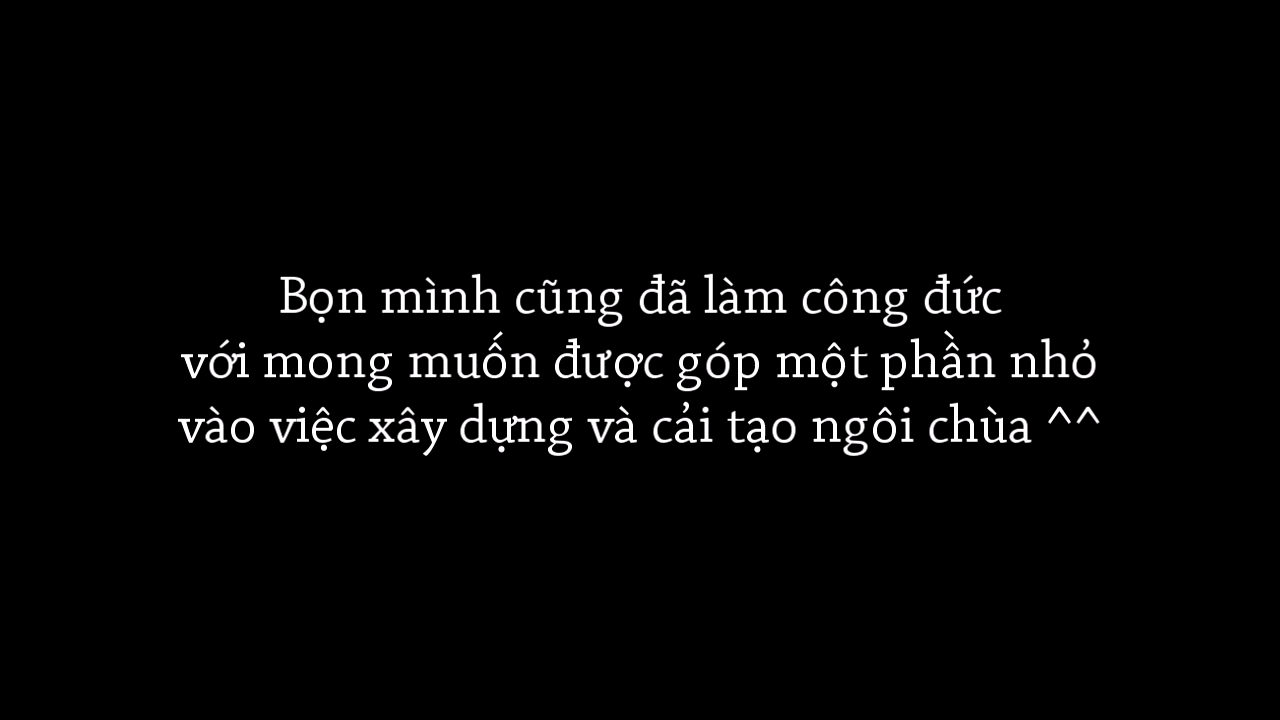 Bọn mình cũng đã làm công đức
với mong muốn được góp một phần nhỏ
vào việc xây dựng và cải tạo ngôi chùa ^^